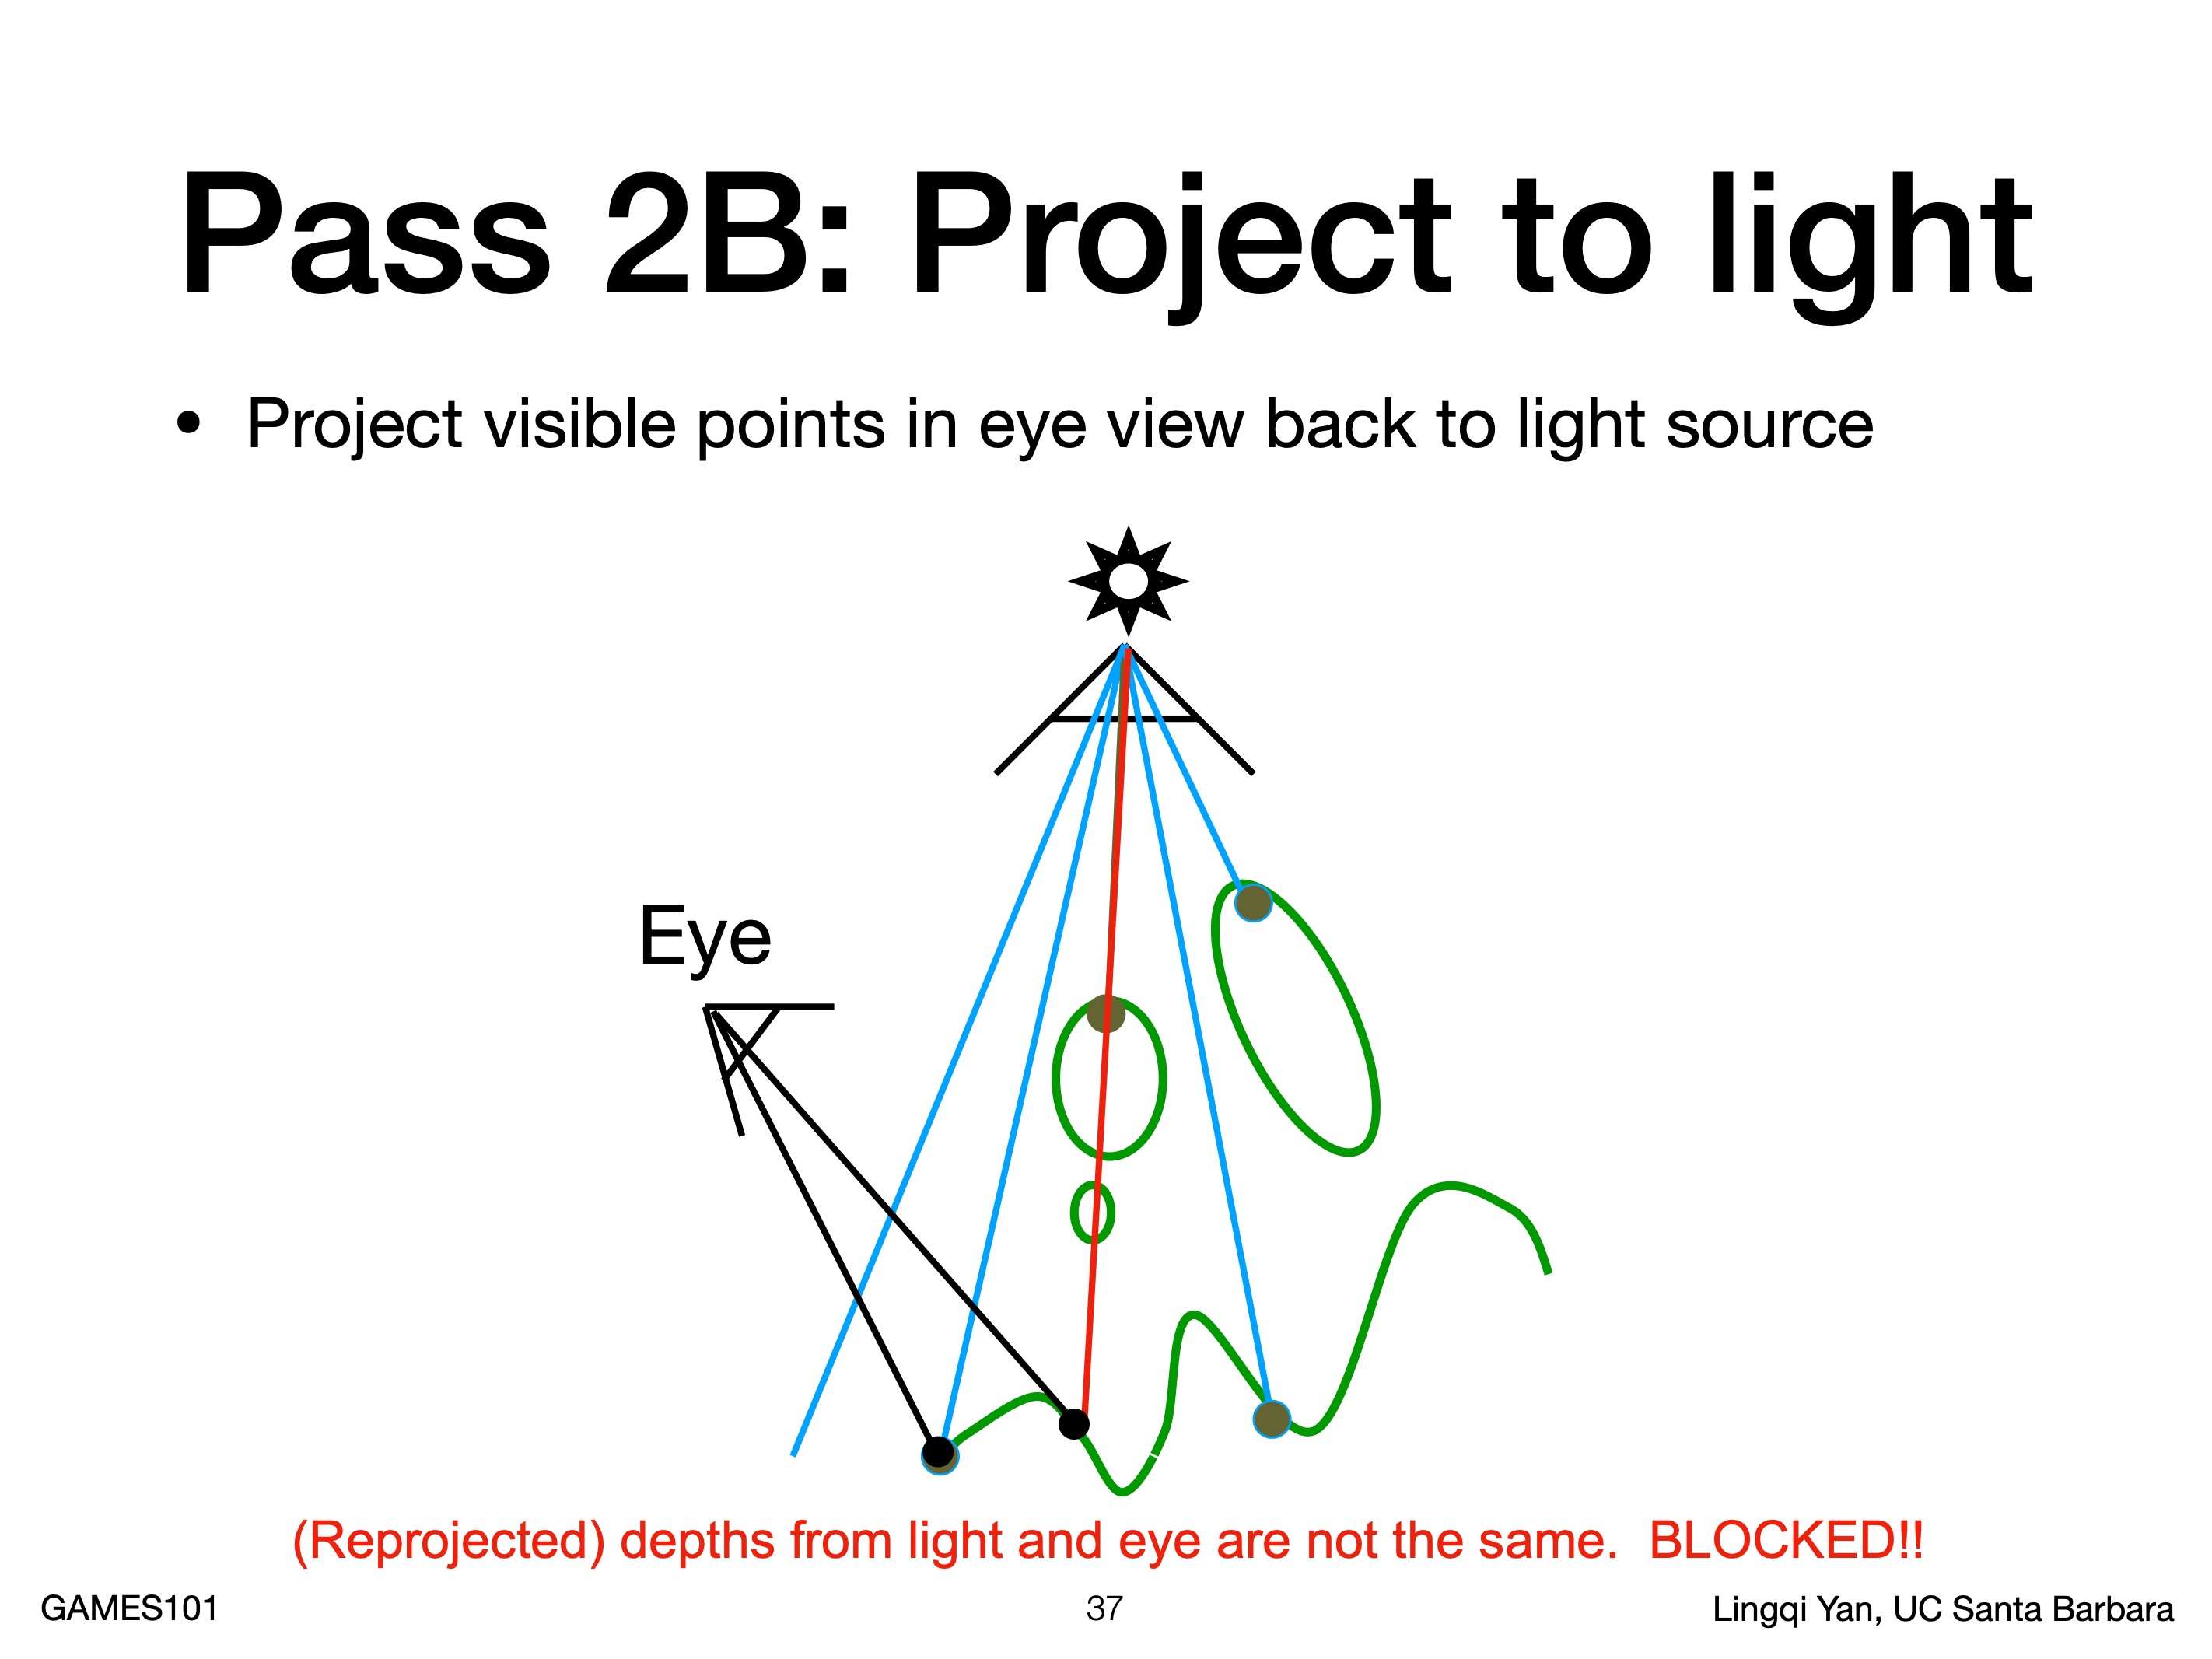 Pass 2B: Project to light
• Project visible points in eye view back to light source
Eye
(Reprojected) depths from light and eye are not the same.  BLOCKED!!
GAMES101
37
Lingqi Yan, UC Santa Barbara